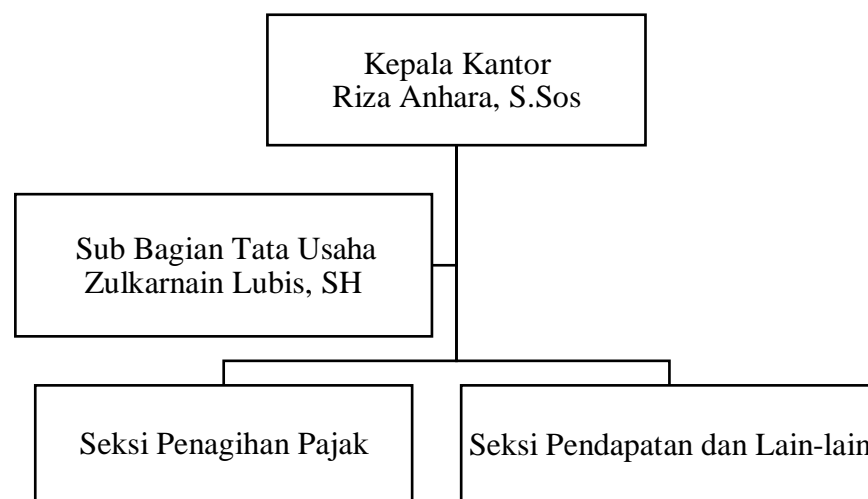 Kepala Kantor
Riza Anhara, S.Sos
Sub Bagian Tata Usaha
Zulkarnain Lubis, SH
Seksi Penagihan Pajak
Seksi Pendapatan dan Lain-lain